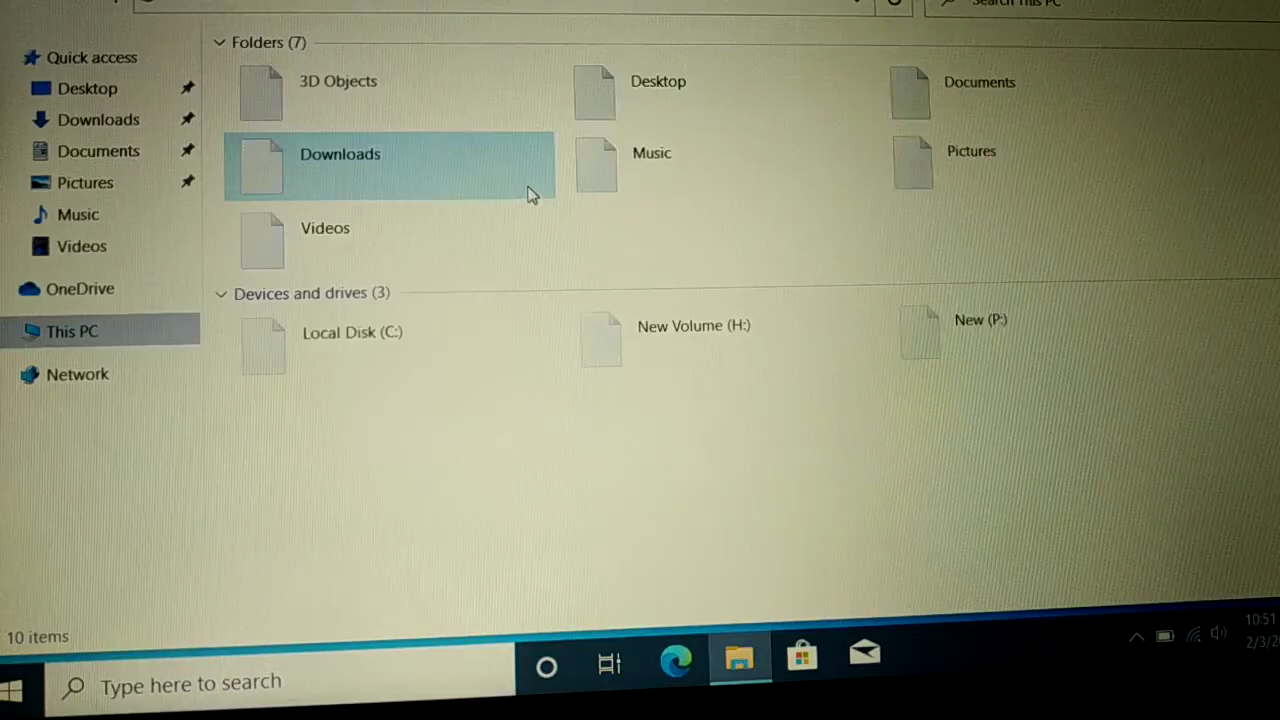 Search This PC
Quick access
Desktop
Downloads
Documents
Pictures
Music
Videos
OneDrive
This PC
Network
Folders (7)
3D Objects
Desktop
Documents
Downloads
Music
Pictures
Videos
Devices and drives (3)
Local Disk (C:)
New Volume (H:)
New (P:)
10 items
Type here to search
10:51
2/3/2